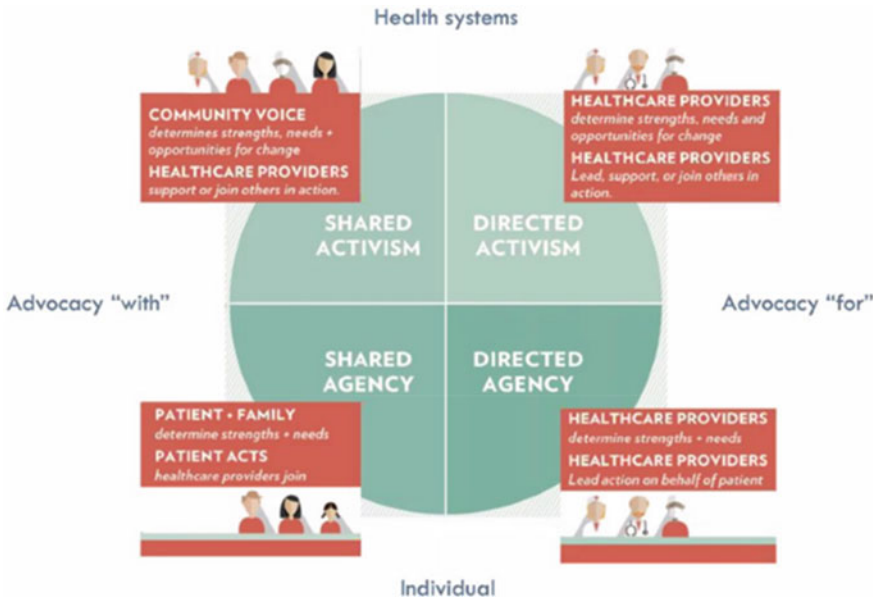 Health systems
COMMUNITY VOICE
determines strengths, needs +
opportunities for change
HEALTHCARE PROVIDERS
support or join others in action.
HEALTHCARE PROVIDERS
determine strengths, needs and
opportunities for change
HEALTHCARE PROVIDERS
Lead, support, or join others in
action.
SHARED
ACTIVISM
DIRECTED
ACTIVISM
Advocacy “with”
Advocacy “for”
SHARED
AGENCY
DIRECTED
AGENCY
PATIENT + FAMILY
determine strengths + needs
PATIENT ACTS
healthcare providers join
HEALTHCARE PROVIDERS
determine strengths + needs
HEALTHCARE PROVIDERS
Lead action on behalf of patient
Individual